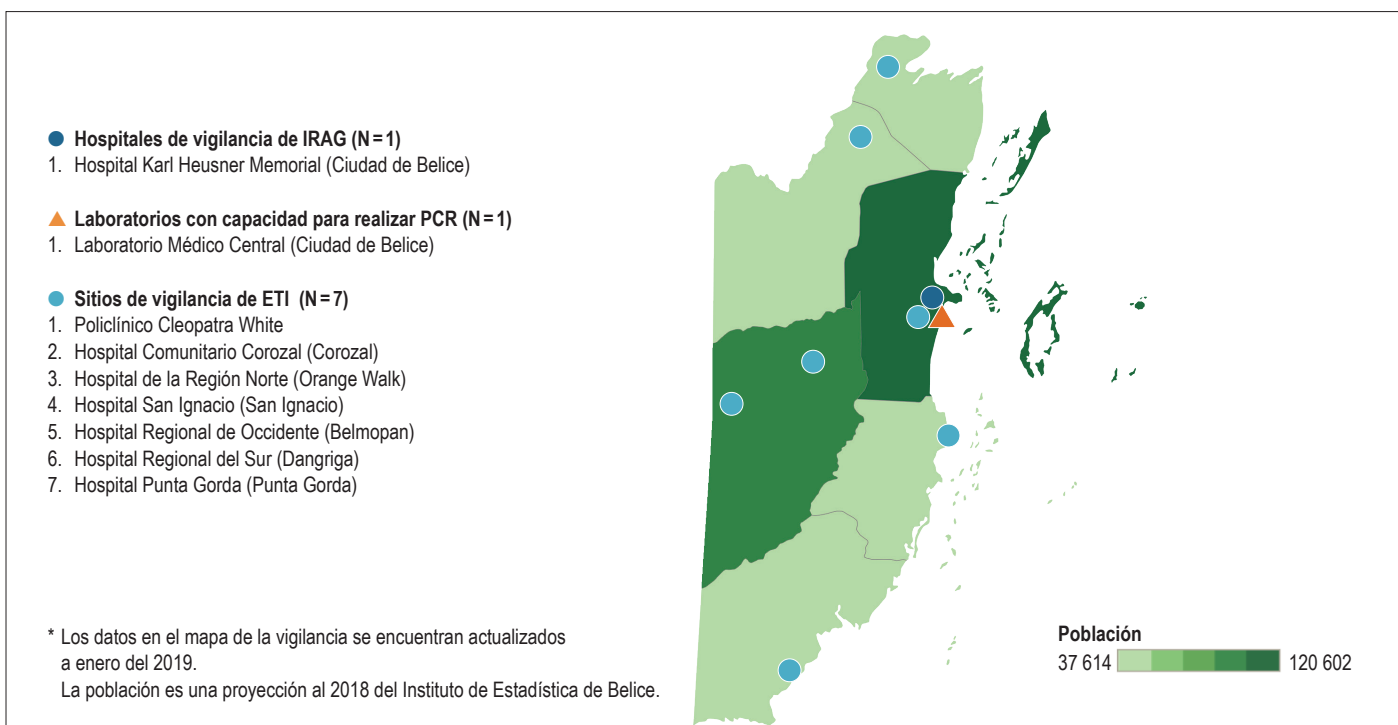 Hospitales de vigilancia de IRAG (N = 1)
1. Hospital Karl Heusner Memorial (Ciudad de Belice)
Laboratorios con capacidad para realizar PCR (N = 1)
1. Laboratorio Médico Central (Ciudad de Belice)
Sitios de vigilancia de ETI (N = 7)
1. Policlínico Cleopatra White
2. Hospital Comunitario Corozal (Corozal)
3. Hospital de la Región Norte (Orange Walk)
4. Hospital San Ignacio (San Ignacio)
5. Hospital Regional de Occidente (Belmopan)
6. Hospital Regional del Sur (Dangriga)
7. Hospital Punta Gorda (Punta Gorda)
* Los datos en el mapa de la vigilancia se encuentran actualizados
a enero del 2019.
La población es una proyección al 2018 del Instituto de Estadística de Belice.
Población
37 614 120 602